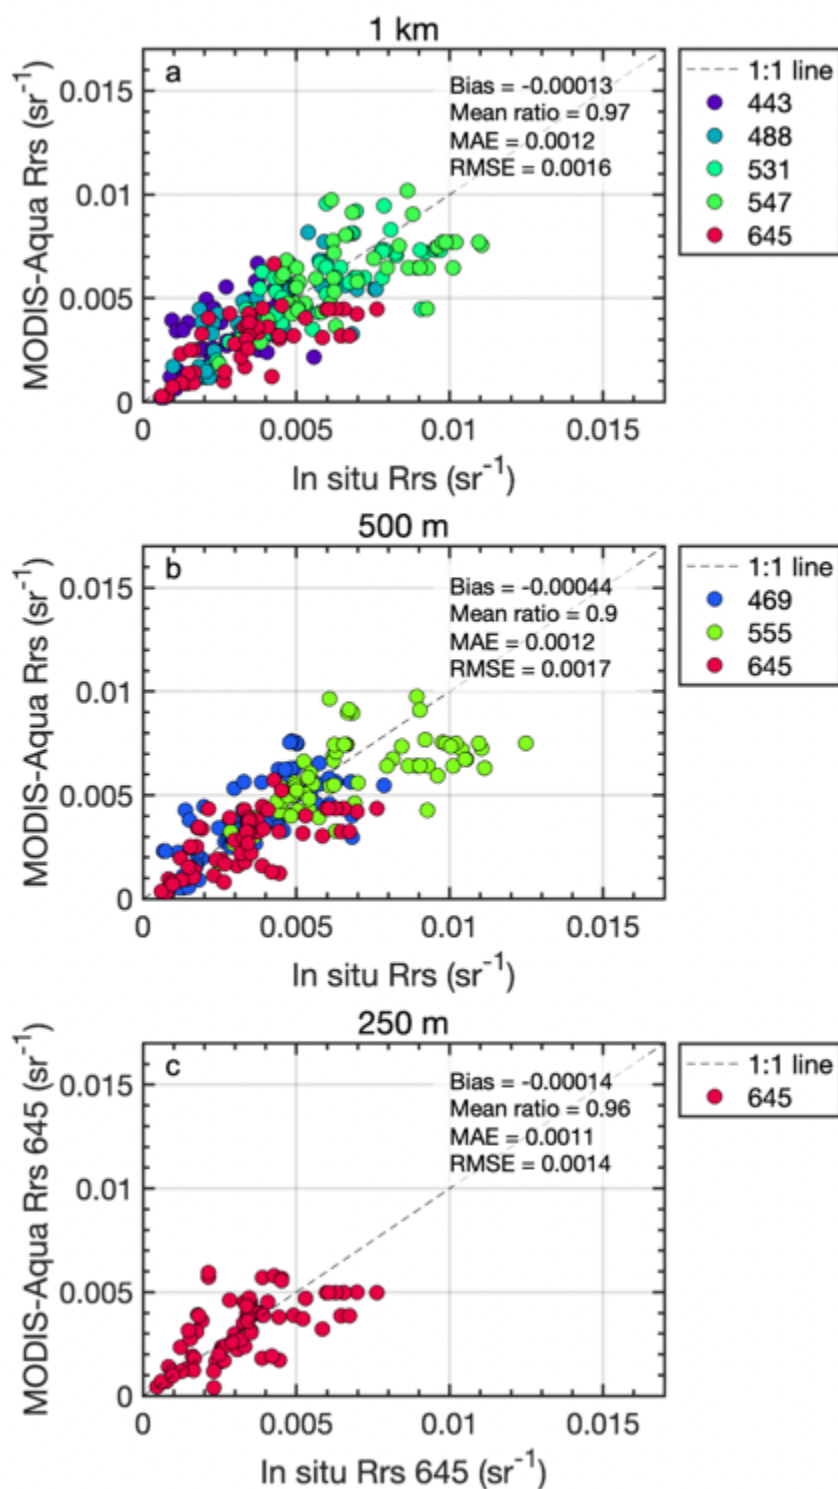 1 km
a
Bias = -0.00013
Mean ratio = 0.97
MAE = 0.0012
RMSE = 0.0016
1:1 line
443
488
531
547
645
MODIS-Aqua Rrs (sr⁻¹)
0.015
0.01
0.005
0
0
0.005
0.01
0.015
In situ Rrs (sr⁻¹)
500 m
b
Bias = -0.00044
Mean ratio = 0.9
MAE = 0.0012
RMSE = 0.0017
1:1 line
469
555
645
MODIS-Aqua Rrs (sr⁻¹)
0.015
0.01
0.005
0
0
0.005
0.01
0.015
In situ Rrs (sr⁻¹)
250 m
c
Bias = -0.00014
Mean ratio = 0.96
MAE = 0.0011
RMSE = 0.0014
1:1 line
645
MODIS-Aqua Rrs 645 (sr⁻¹)
0.015
0.01
0.005
0
0
0.005
0.01
0.015
In situ Rrs 645 (sr⁻¹)